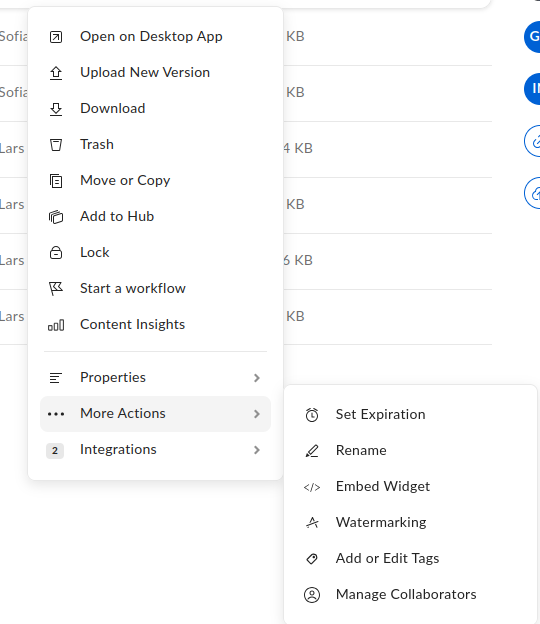 Open on Desktop App
Upload New Version
Download
Trash
Move or Copy
Add to Hub
Lock
Start a workflow
Content Insights
Properties
More Actions
2 Integrations
Set Expiration
Rename
Embed Widget
Watermarking
Add or Edit Tags
Manage Collaborators
Sofia KB
Sofia KB
Lars 4 KB
Lars KB
Lars 6 KB
Lars KB